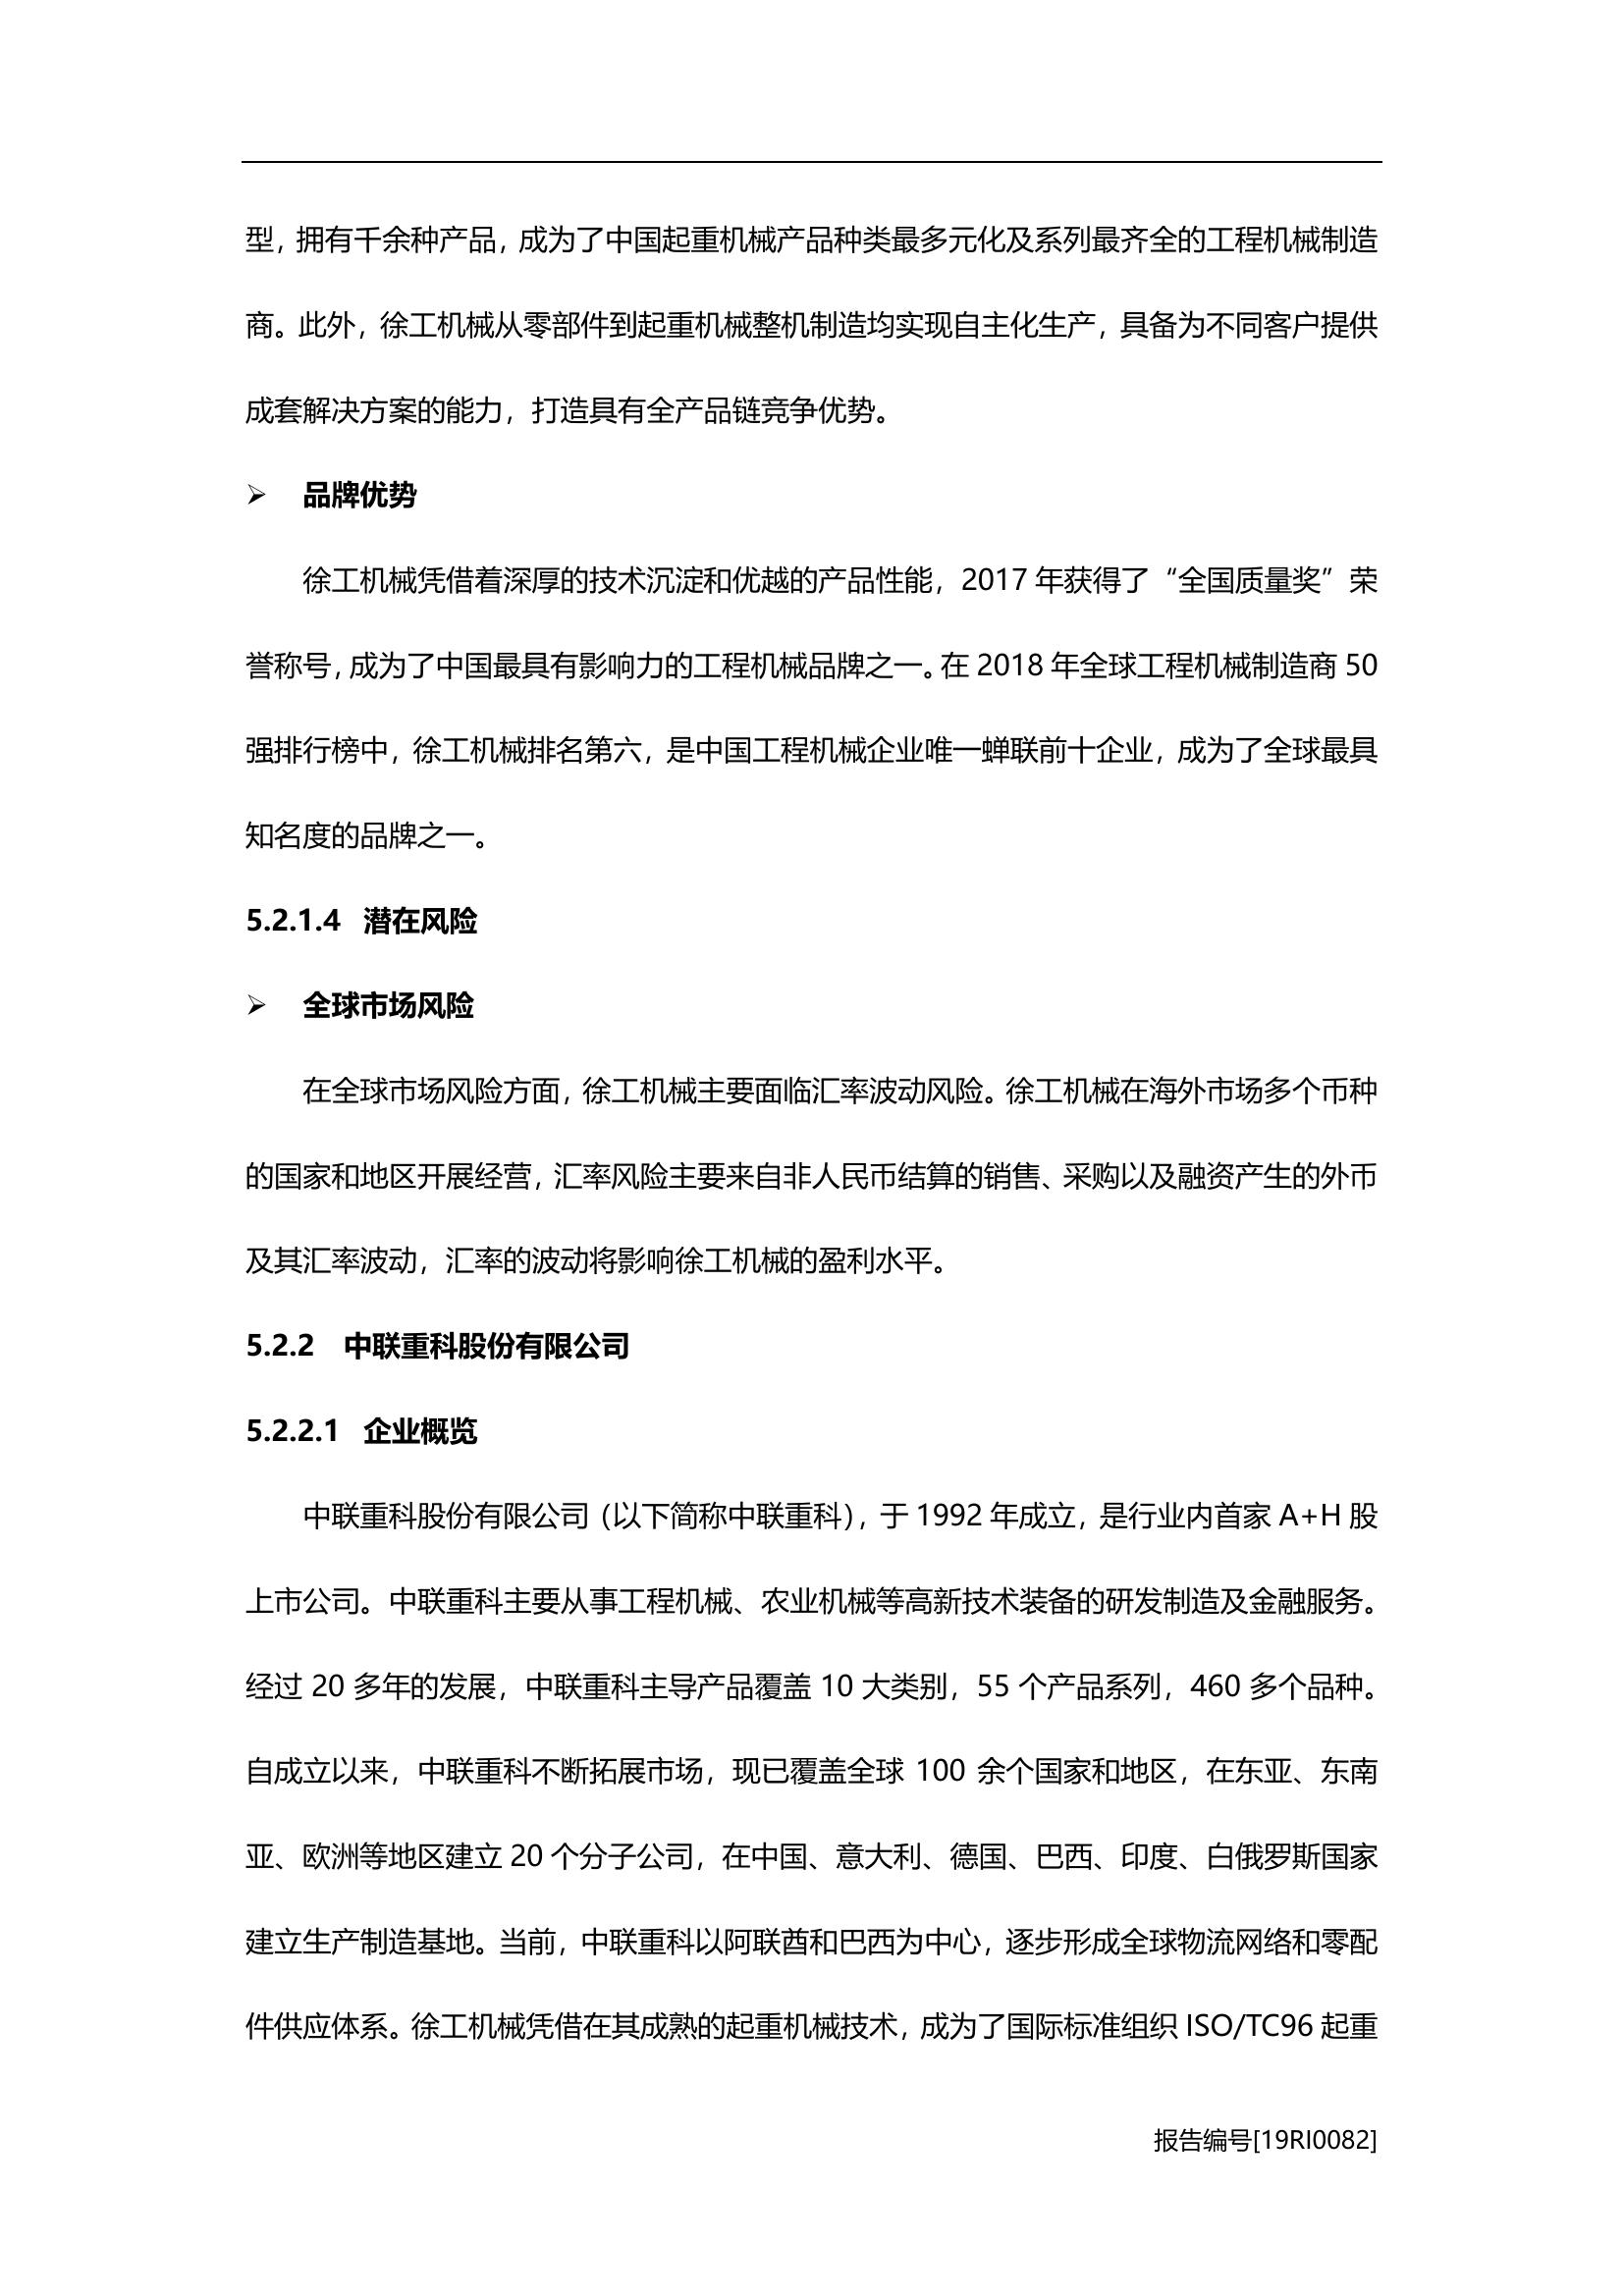 型，拥有千余种产品，成为了中国起重机械产品种类最多元化及系列最齐全的工程机械制造
商。此外，徐工机械从零部件到起重机械整机制造均实现自主化生产，具备为不同客户提供
成套解决方案的能力，打造具有全产品链竞争优势。
➢ 品牌优势
徐工机械凭借着深厚的技术沉淀和优越的产品性能，2017 年获得了“全国质量奖”荣
誉称号，成为了中国最具有影响力的工程机械品牌之一。在 2018 年全球工程机械制造商 50
强排行榜中，徐工机械排名第六，是中国工程机械企业唯一蝉联前十企业，成为了全球最具
知名度的品牌之一。
5.2.1.4 潜在风险
➢ 全球市场风险
在全球市场风险方面，徐工机械主要面临汇率波动风险。徐工机械在海外市场多个币种
的国家和地区开展经营，汇率风险主要来自非人民币结算的销售、采购以及融资产生的外币
及其汇率波动，汇率的波动将影响徐工机械的盈利水平。
5.2.2 中联重科股份有限公司
5.2.2.1 企业概览
中联重科股份有限公司（以下简称中联重科），于 1992 年成立，是行业内首家 A+H 股
上市公司。中联重科主要从事工程机械、农业机械等高新技术装备的研发制造及金融服务。
经过 20 多年的发展，中联重科主导产品覆盖 10 大类别，55 个产品系列，460 多个品种。
自成立以来，中联重科不断拓展市场，现已覆盖全球 100 余个国家和地区，在东亚、东南
亚、欧洲等地区建立 20 个分子公司，在中国、意大利、德国、巴西、印度、白俄罗斯国家
建立生产制造基地。当前，中联重科以阿联酋和巴西为中心，逐步形成全球物流网络和零配
件供应体系。徐工机械凭借在其成熟的起重机械技术，成为了国际标准组织 ISO/TC96 起重
报告编号[19RI0082]